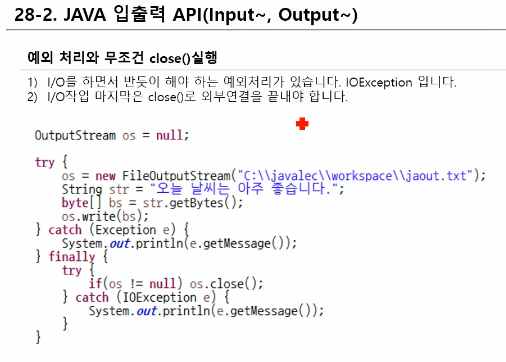 28-2. JAVA 입출력 API(Input~, Output~)
예외 처리와 무조건 close()실행
1) I/O를 하면서 반듯이 해야 하는 예외처리가 있습니다. IOException 입니다.
2) I/O작업 마지막은 close()로 외부연결을 끝내야 합니다.
OutputStream os = null;
try {
os = new FileOutputStream("C:\\javalec\\workspace\\jaout.txt");
String str = "오늘 날씨는 아주 좋습니다.";
byte[] bs = str.getBytes();
os.write(bs);
} catch (Exception e) {
System.out.println(e.getMessage());
} finally {
try {
if(os != null) os.close();
} catch (IOException e) {
System.out.println(e.getMessage());
}
}